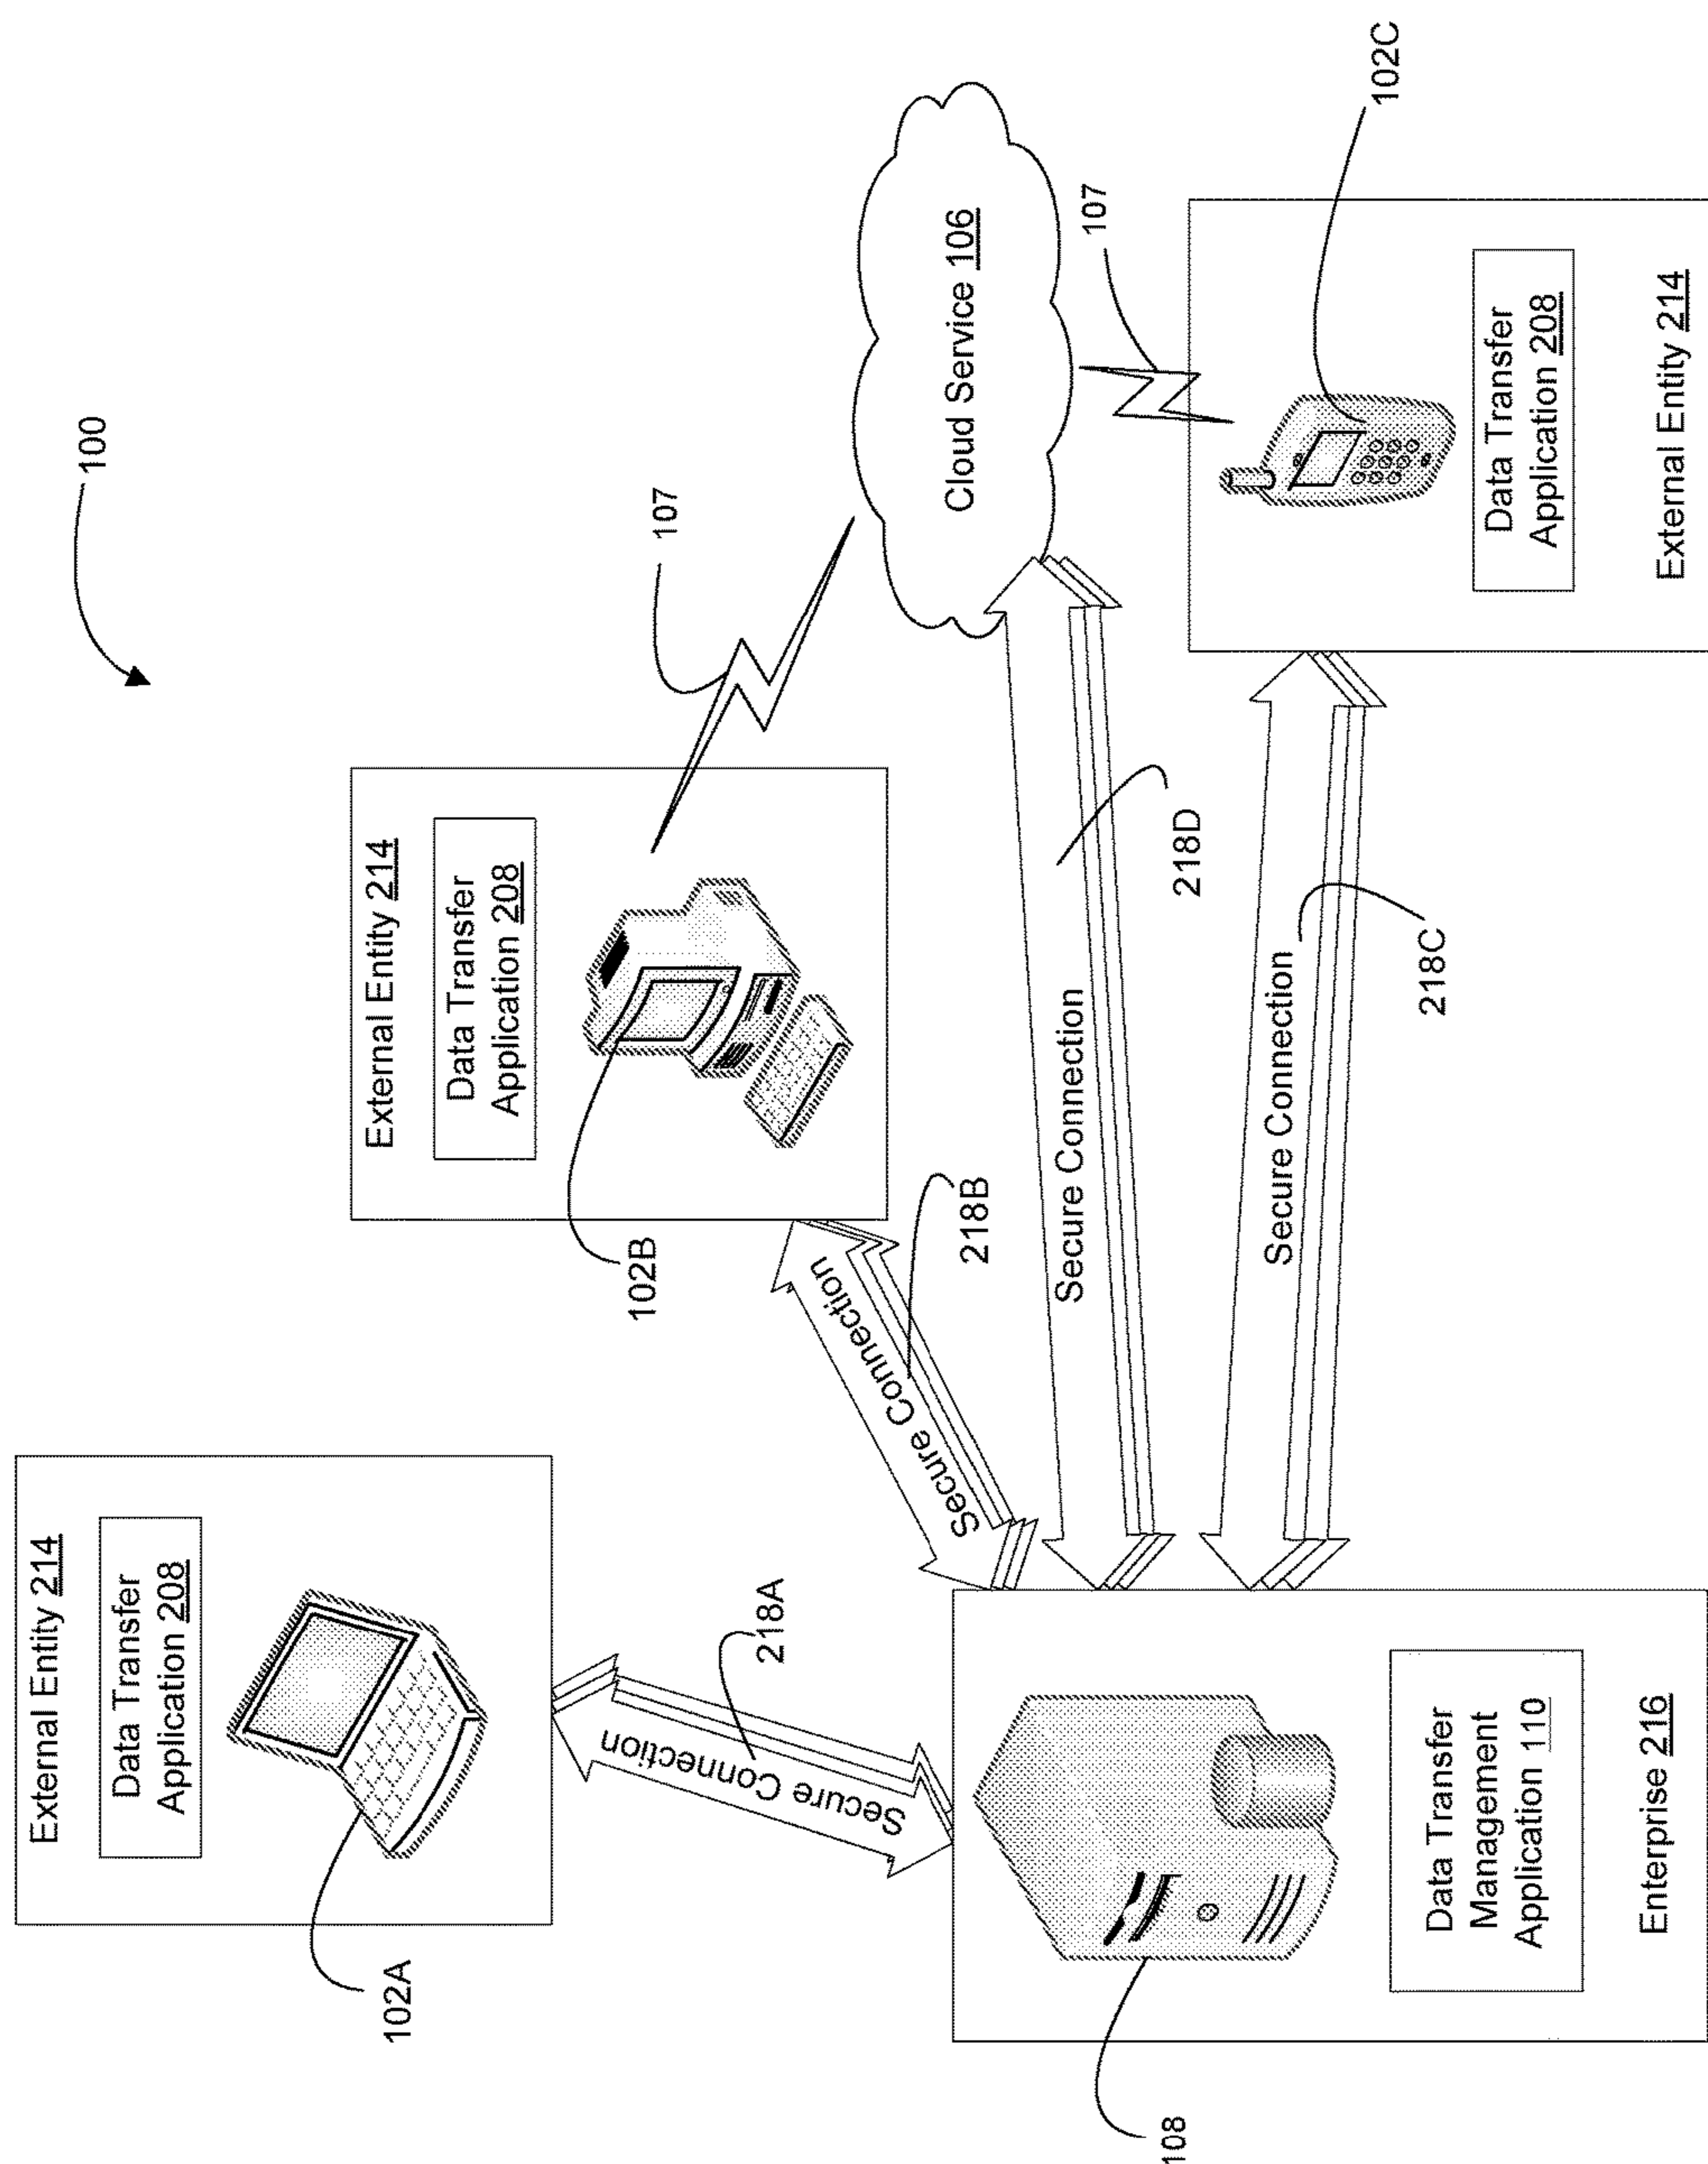 100
External Entity 214
Data Transfer
Application 208
102A
Secure Connection
218A
External Entity 214
Data Transfer
Application 208
102B
107
Secure Connection
218B
Cloud Service 106
107
Secure Connection
218D
Secure Connection
218C
102C
Data Transfer
Application 208
External Entity 214
108
Data Transfer
Management
Application 110
Enterprise 216